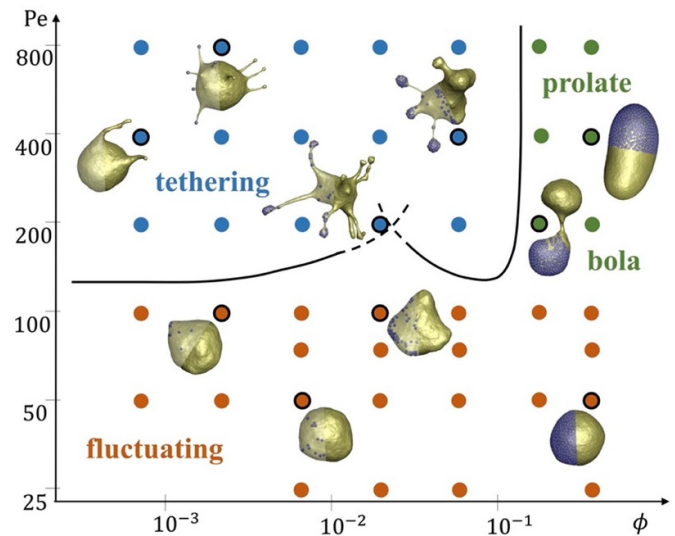 Pe
800
prolate
400
tethering
200
bola
100
50
fluctuating
25
10⁻³
10⁻²
10⁻¹
ϕ